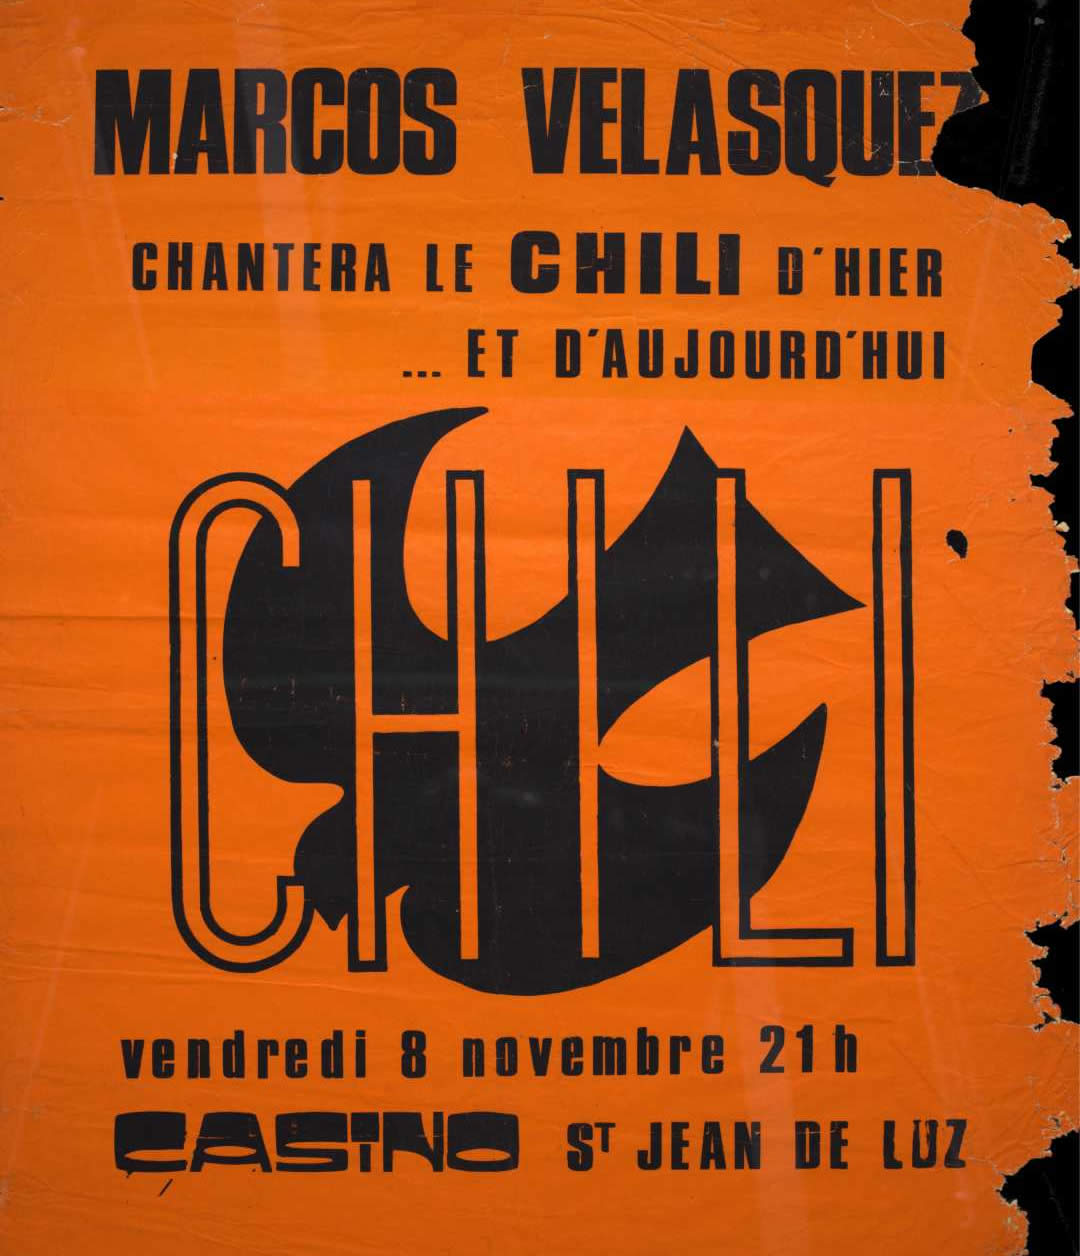 MARCOS VELASQUEZ
CHANTERA LE CHILI D'HIER
... ET D'AUJOURD'HUI
CHILI
vendredi 8 novembre 21h
CASINO ST JEAN DE LUZ